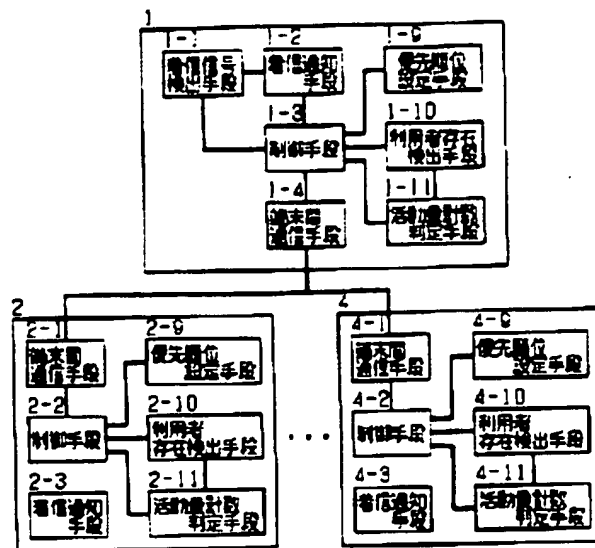 1
1-1
1-2
1-9
着信信号
検出手段
着信通知
手段
優先順位
設定手段
1-3
1-10
制御手段
利用者存在
検出手段
1-4
1-11
端末間
通信手段
活動量計数
判定手段
2
2-1
2-9
端末間
通信手段
優先順位
設定手段
2-2
2-10
制御手段
利用者
存在検出手段
2-3
2-11
着信通知
手段
活動量計数
判定手段
...
4
4-1
4-9
端末間
通信手段
優先順位
設定手段
4-2
4-10
制御手段
利用者
存在検出手段
4-3
4-11
着信通知
手段
活動量計数
判定手段